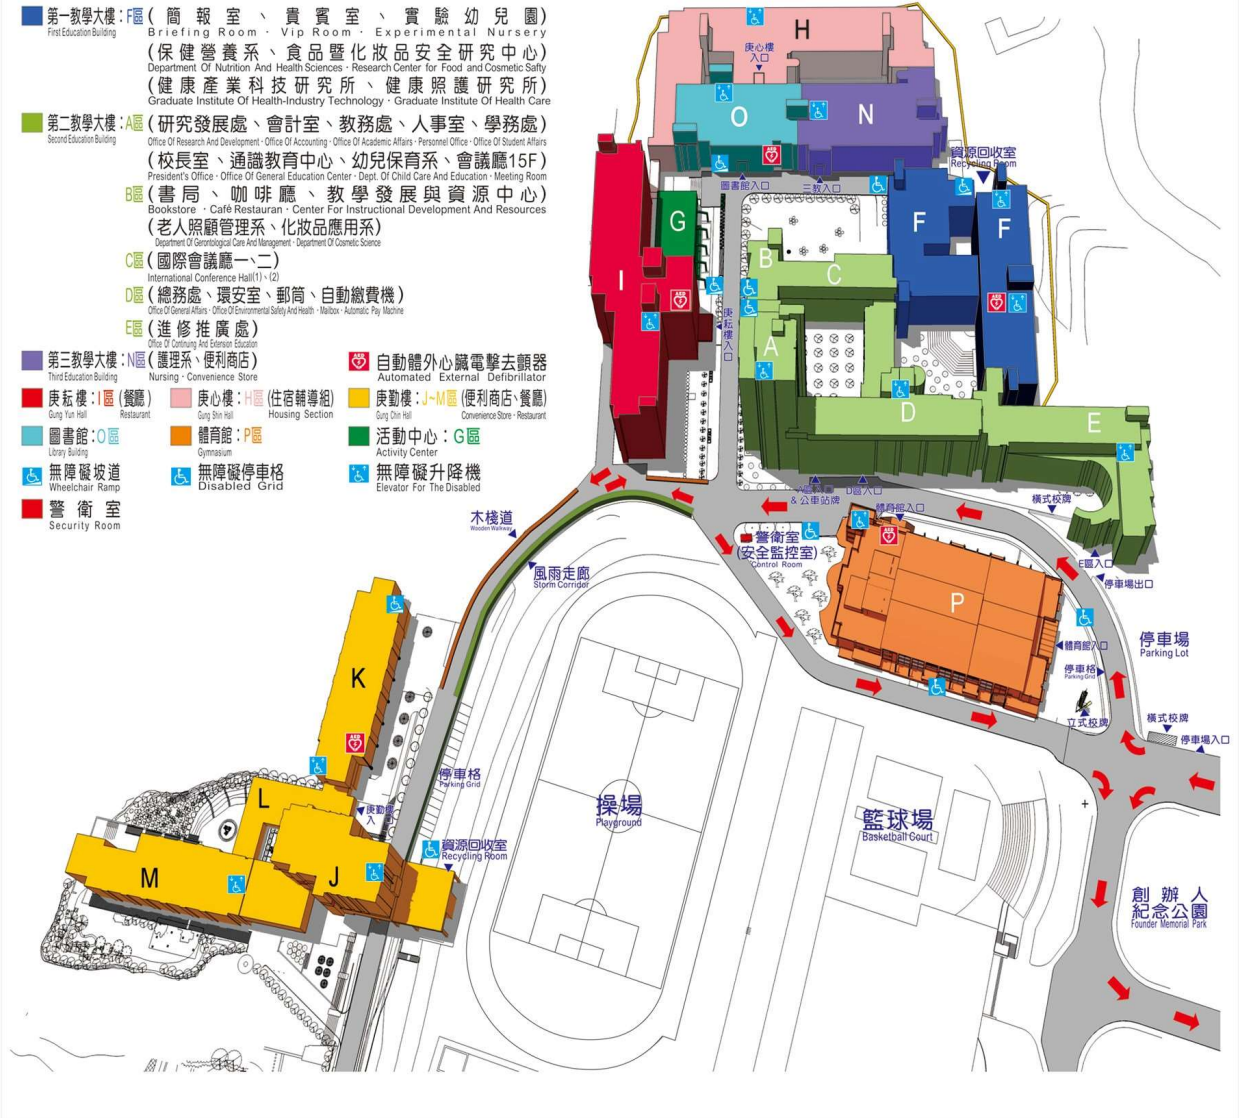 第一教學大樓：F區(簡報室、貴賓室、實驗幼兒園)
First Education Building Briefing Room · Vip Room · Experimental Nursery
(保健營養系、食品暨化妝品安全研究中心)
Department Of Nutrition And Health Sciences · Research Center for Food and Cosmetic Safty
(健康產業科技研究所、健康照護研究所)
Graduate Institute Of Health-Industry Technology · Graduate Institute Of Health Care
第二教學大樓：A區(研究發展處、會計室、教務處、人事室、學務處)
Second Education Building Office Of Research And Development · Office Of Accounting · Office Of Academic Affairs · Personnel Office · Office Of Student Affairs
(校長室、通識教育中心、幼兒保育系、會議廳15F)
President's Office · Office Of General Education Center · Dept. Of Child Care And Education · Meeting Room
B區(書局、咖啡廳、教學發展與資源中心)
Bookstore · Café Restauran · Center For Instructional Development And Resources
(老人照顧管理系、化妝品應用系)
Department Of Gerontological Care And Management · Department Of Cosmetic Science
C區(國際會議廳一、二)
International Conference Hall(1)、(2)
D區(總務處、環安室、郵筒、自動繳費機)
Office Of General Affairs · Office Of Environmental Safety And Health · Mailbox · Automatic Pay Machine
E區(進修推廣處)
Office Of Continuing And Extension Education
第三教學大樓：N區(護理系、便利商店)
Third Education Building Nursing · Convenience Store
自動體外心臟電擊去顫器
Automated External Defibrillator
庚耘樓：I區(餐廳)
Gung Yun Hall Restaurant
庚心樓：H區(住宿輔導組)
Gung Shin Hall Housing Section
庚勤樓：J~M區(便利商店、餐廳)
Gung Chin Hall Convenience Store · Restaurant
圖書館：O區
Library Building
體育館：P區
Gymnasium
活動中心：G區
Activity Center
無障礙坡道
Wheelchair Ramp
無障礙停車格
Disabled Grid
無障礙升降機
Elevator For The Disabled
警衛室
Security Room
H
庚心樓
入口
O
N
AED
資源回收室
Recycling Room
圖書館入口
三教入口
G
F
F
I
B
C
AED
AED
庚耘樓入口
A
D
E
A區入口
&公車站牌
D區入口
橫式校牌
體育館入口
AED
木棧道
Wooden Walkway
警衛室
(安全監控室)
Control Room
風雨走廊
Storm Corridor
E區入口
停車場出口
P
體育館入口
停車場
Parking Lot
停車格
Parking Grid
立式校牌
橫式校牌
停車場入口
K
AED
停車格
Parking Grid
L
庚勤樓
入
操場
Playground
籃球場
Basketball Court
資源回收室
Recycling Room
M
J
創辦人
紀念公園
Founder Memorial Park